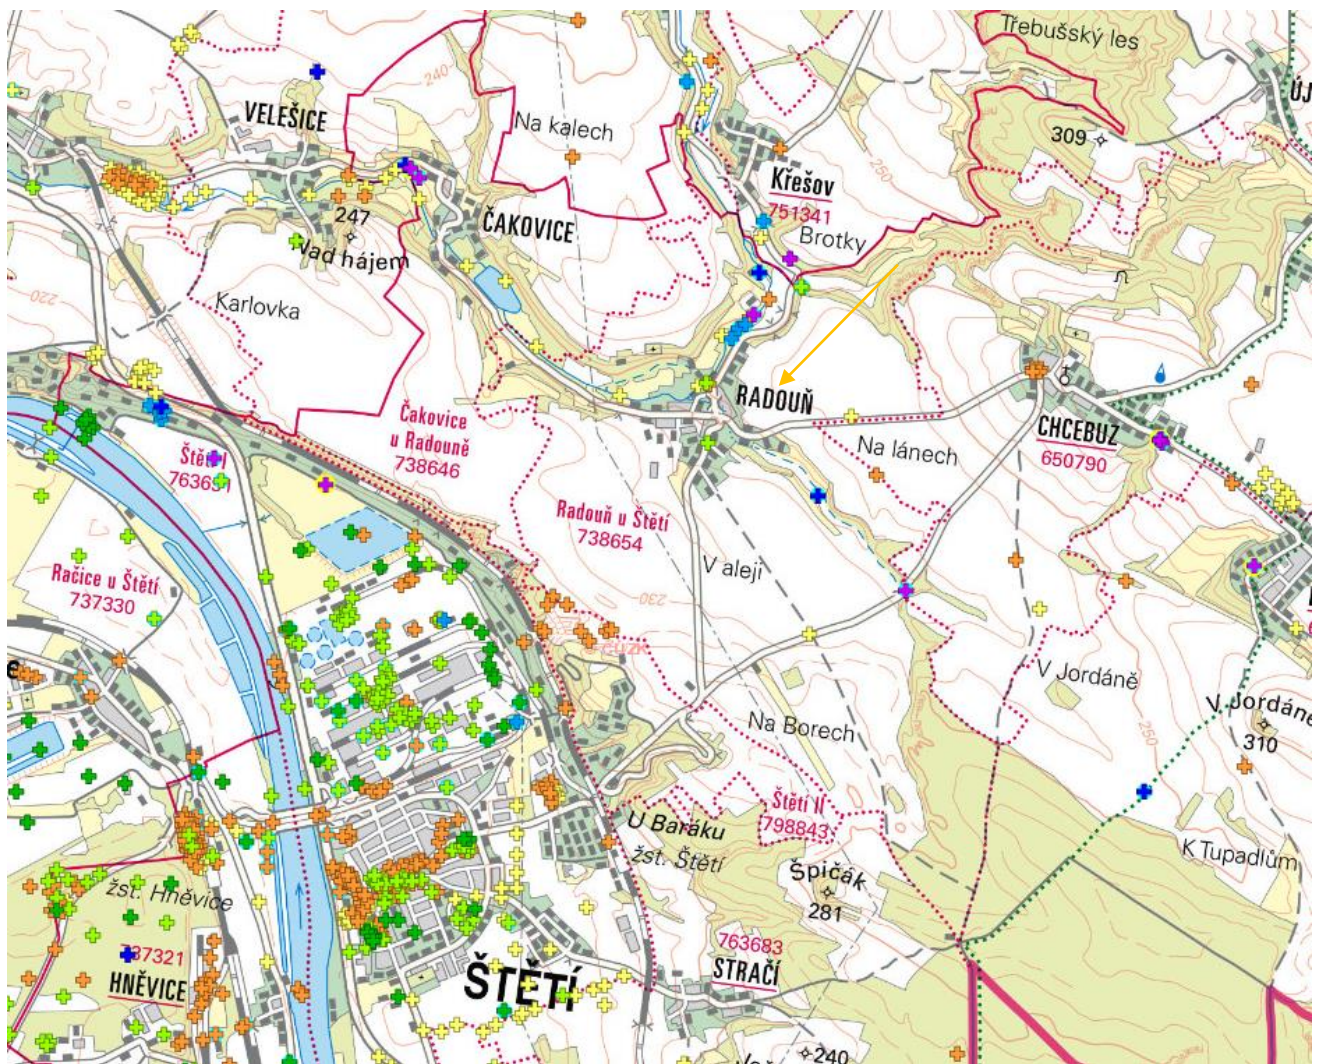 Třebušský les
240
Na kalech
VELEŠICE
309
250
Křešov
751341
247
ČAKOVICE
Brotky
Nad hájem
220
Karlovka
RADOUŇ
Čakovice
u Radouně
738646
CHCEBUZ
650790
Na lánech
Štětí I
Radouň u Štětí
738654
V aleji
Račice u Štětí
737330
230
ČÚZK
V Jordáně
V Jordáně
310
Na Borech
250
Štětí II
798843
U Baráku
žst. Štětí
K Tupadlům
Špičák
281
žst. Hněvice
763683
STRAČÍ
HNĚVICE
ŠTĚTÍ
240